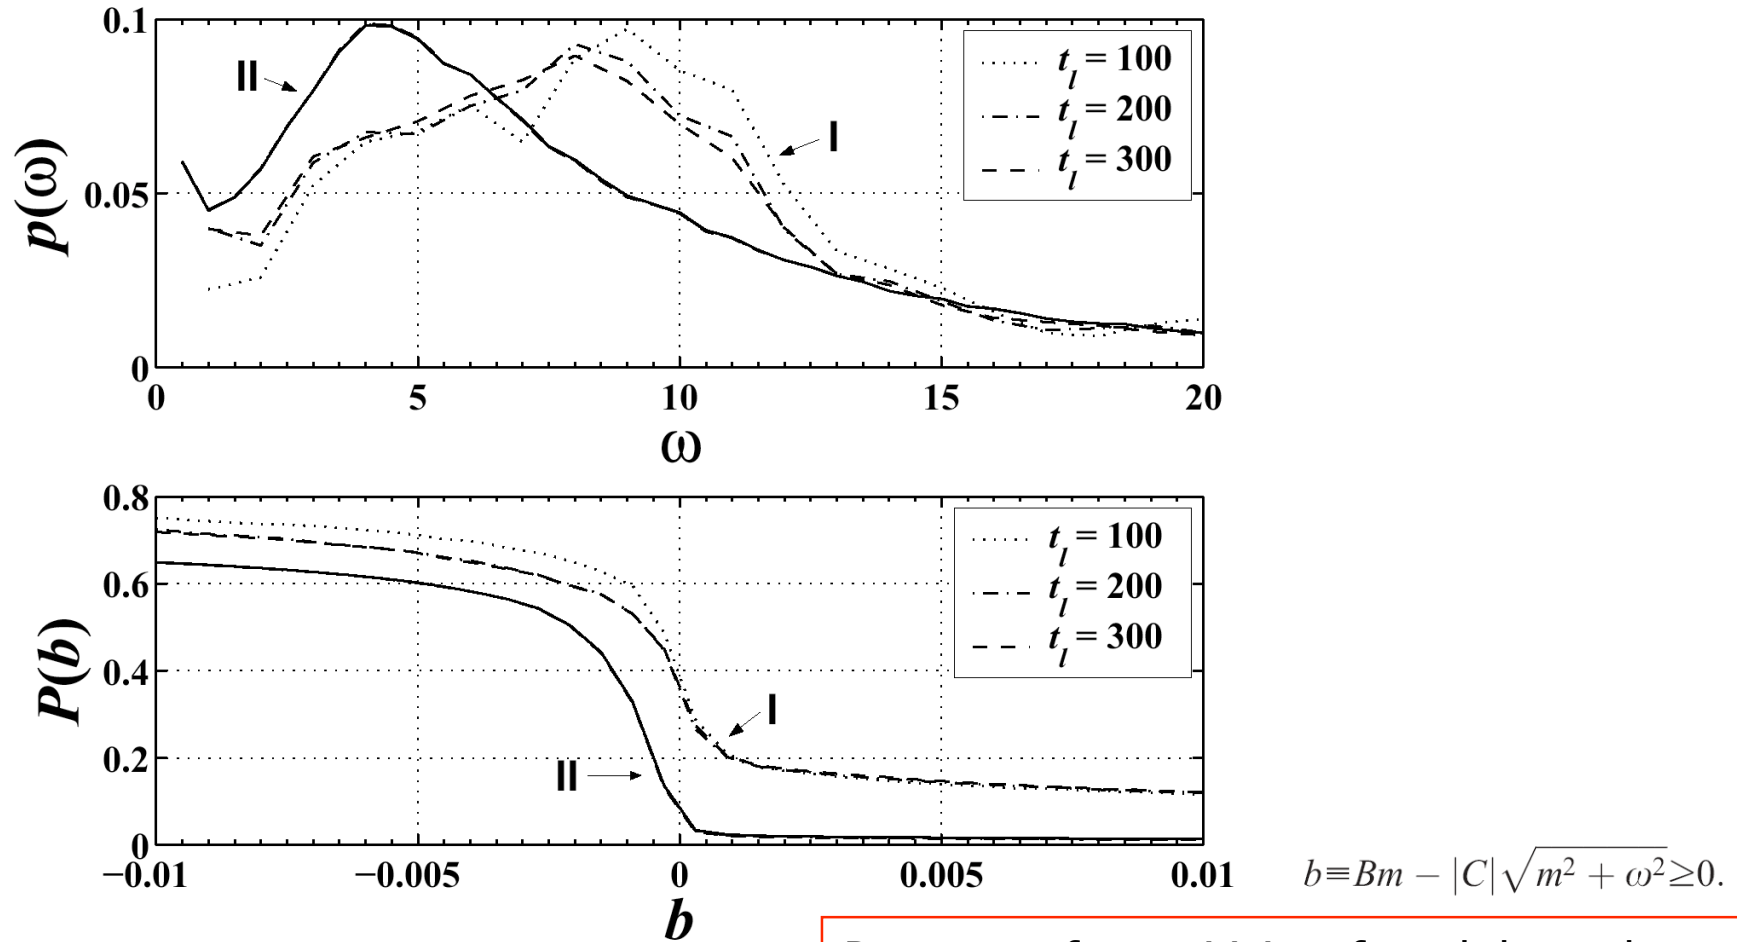 0.1
II
I
t_l = 100
t_l = 200
t_l = 300
p(ω)
0.05
0
0 5 10 15 20
ω
0.8
0.6
0.4
0.2
0
t_l = 100
t_l = 200
t_l = 300
P(b)
I
II
−0.01 −0.005 0 0.005 0.01
b
b≡Bm − |C|√(m² + ω²)≥0.